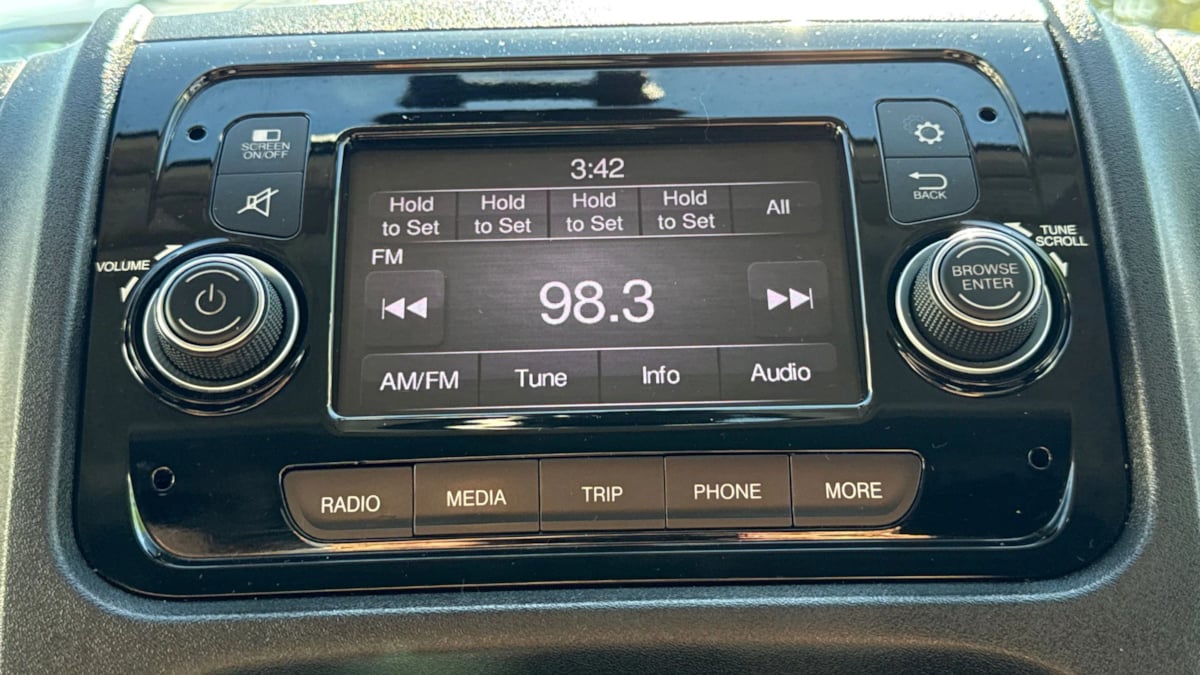 SCREEN
ON/OFF
VOLUME
3:42
Hold to Set
Hold to Set
Hold to Set
Hold to Set
All
FM
98.3
AM/FM
Tune
Info
Audio
BACK
TUNE
SCROLL
BROWSE
ENTER
RADIO
MEDIA
TRIP
PHONE
MORE